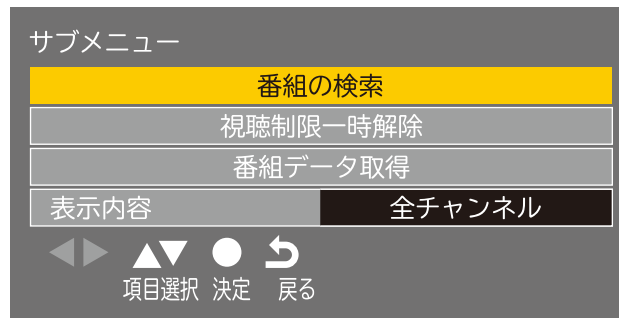 サブメニュー
番組の検索
視聴制限一時解除
番組データ取得
表示内容 全チャンネル
項目選択 決定 戻る